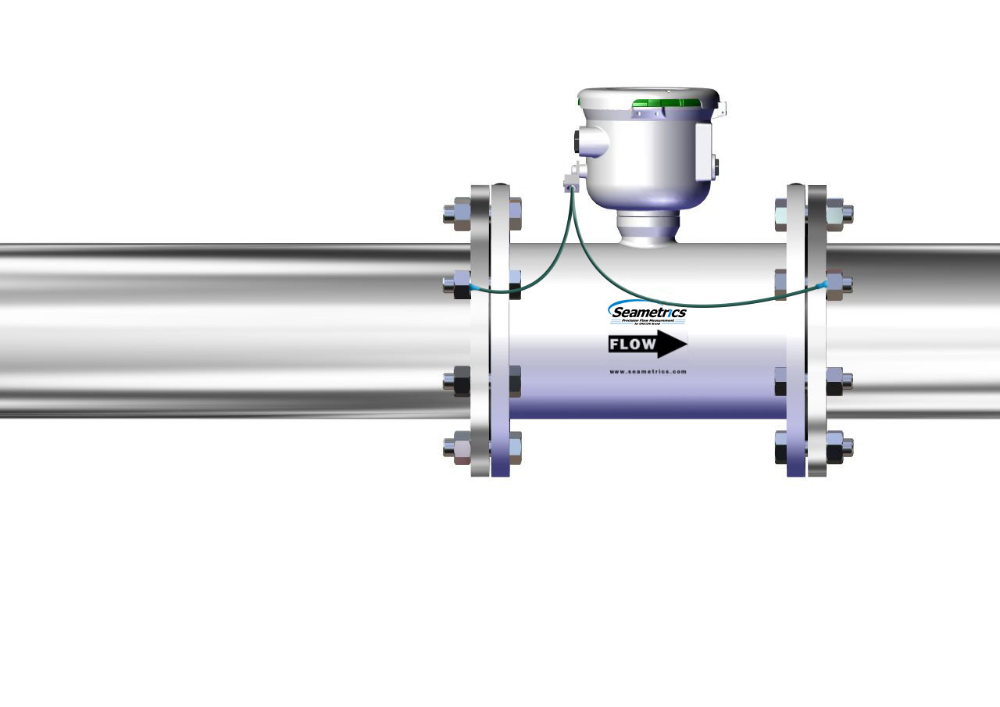 Seametrics
Precision Flow Measurement
An ONICON Brand
FLOW
www.seametrics.com